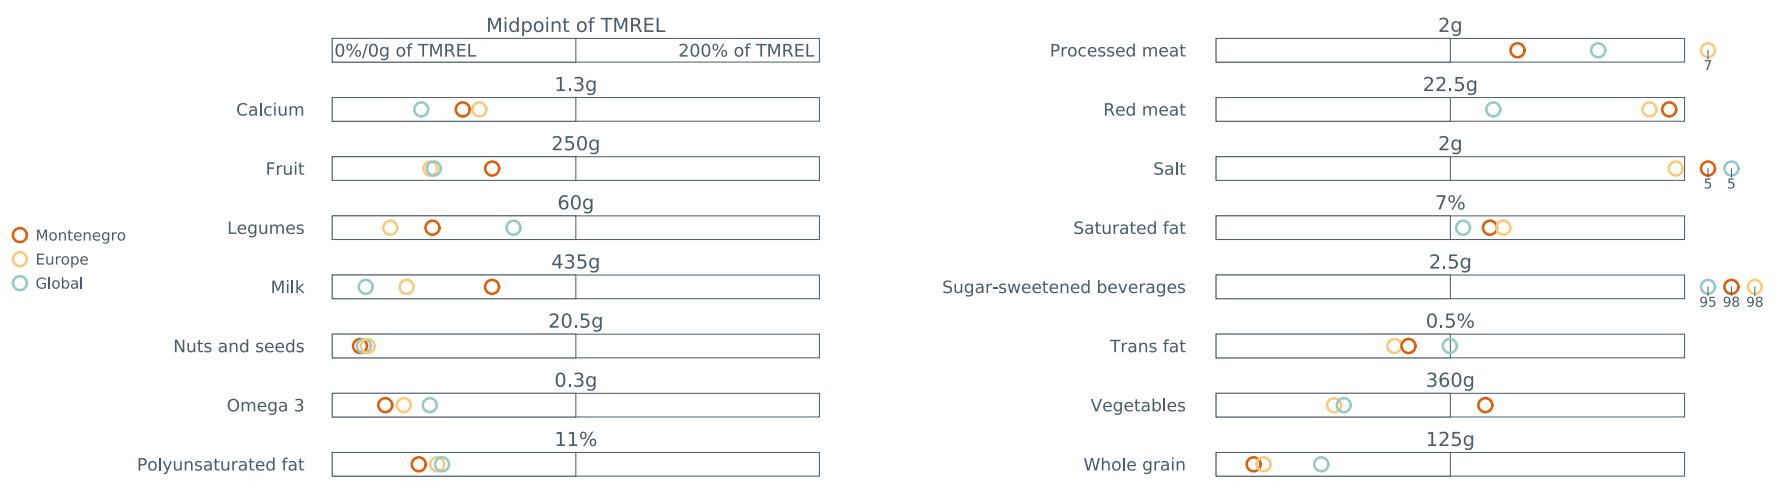 Midpoint of TMREL
0%/0g of TMREL
200% of TMREL
1.3g
Calcium
250g
Fruit
60g
Legumes
435g
Milk
20.5g
Nuts and seeds
0.3g
Omega 3
11%
Polyunsaturated fat
Montenegro
Europe
Global
2g
Processed meat
7
22.5g
Red meat
2g
Salt
5 5
7%
Saturated fat
2.5g
Sugar-sweetened beverages
95 98 98
0.5%
Trans fat
360g
Vegetables
125g
Whole grain